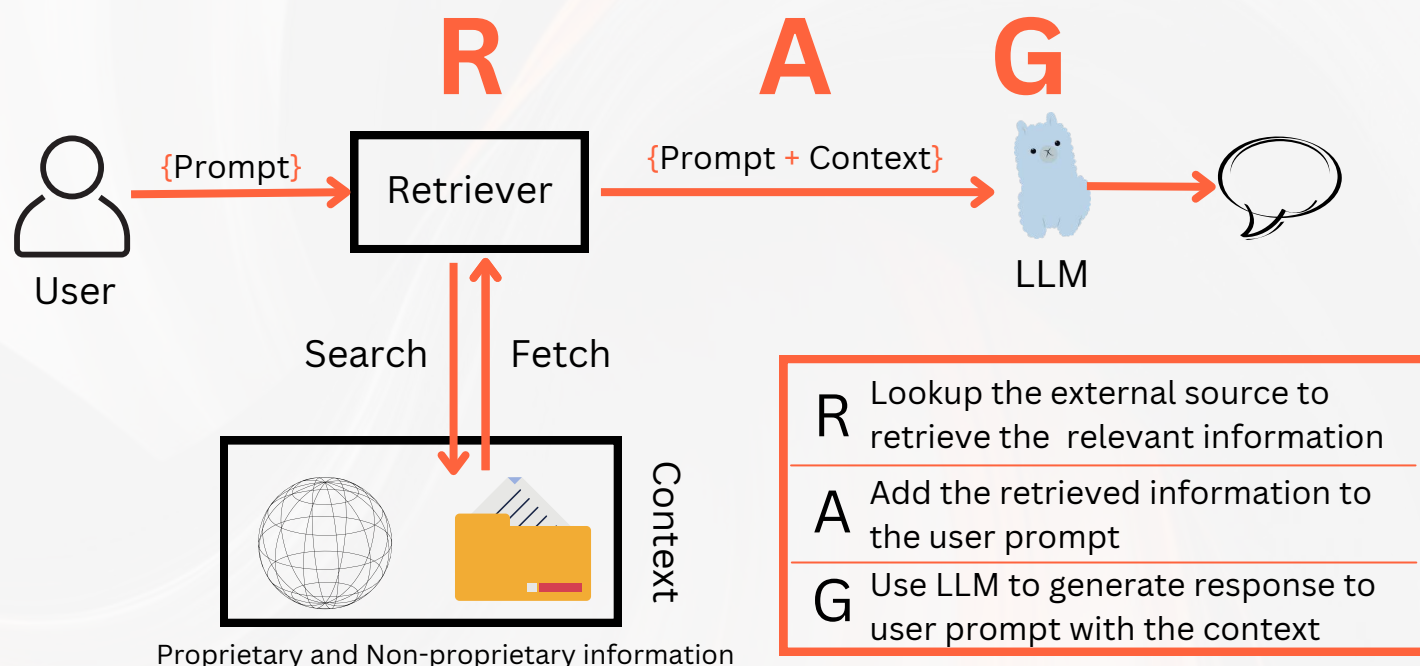 R A G
{Prompt}
Retriever
{Prompt + Context}
User
LLM
Search
Fetch
Context
Proprietary and Non-proprietary information
R
Lookup the external source to
retrieve the  relevant information
A
Add the retrieved information to
the user prompt
G
Use LLM to generate response to
user prompt with the context